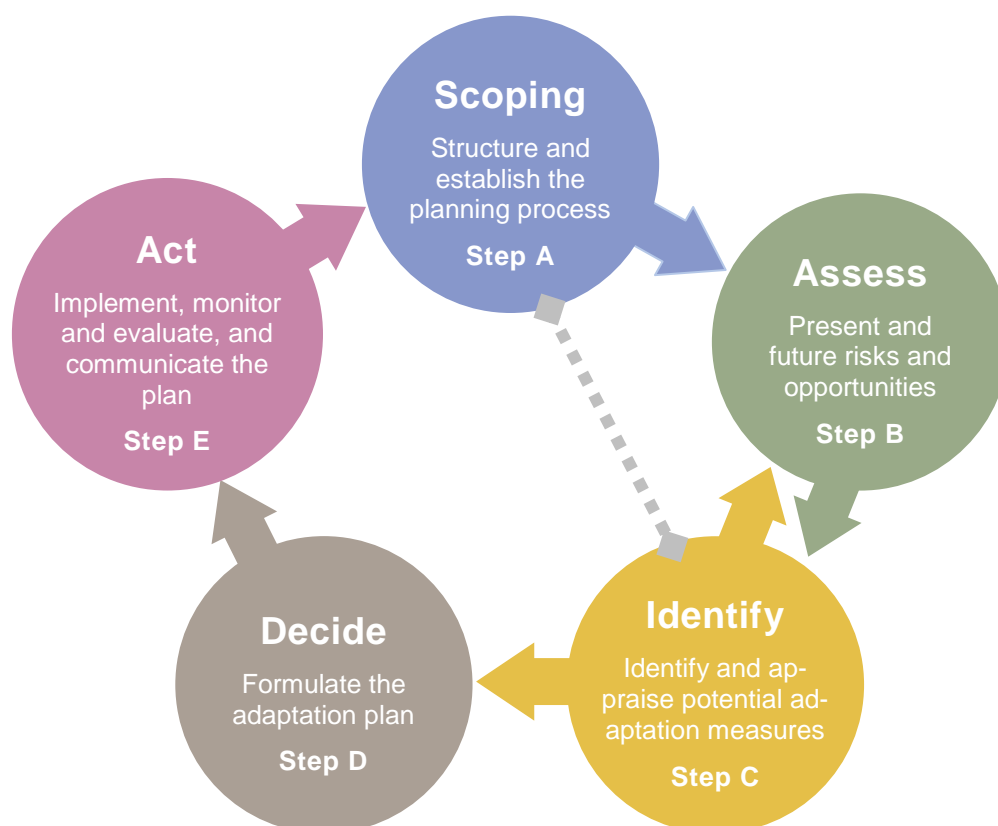 Scoping
Structure and
establish the
planning process
Step A
Assess
Present and
future risks and
opportunities
Step B
Identify
Identify and ap-
praise potential ad-
aptation measures
Step C
Decide
Formulate the
adaptation plan
Step D
Act
Implement, monitor
and evaluate, and
communicate the
plan
Step E